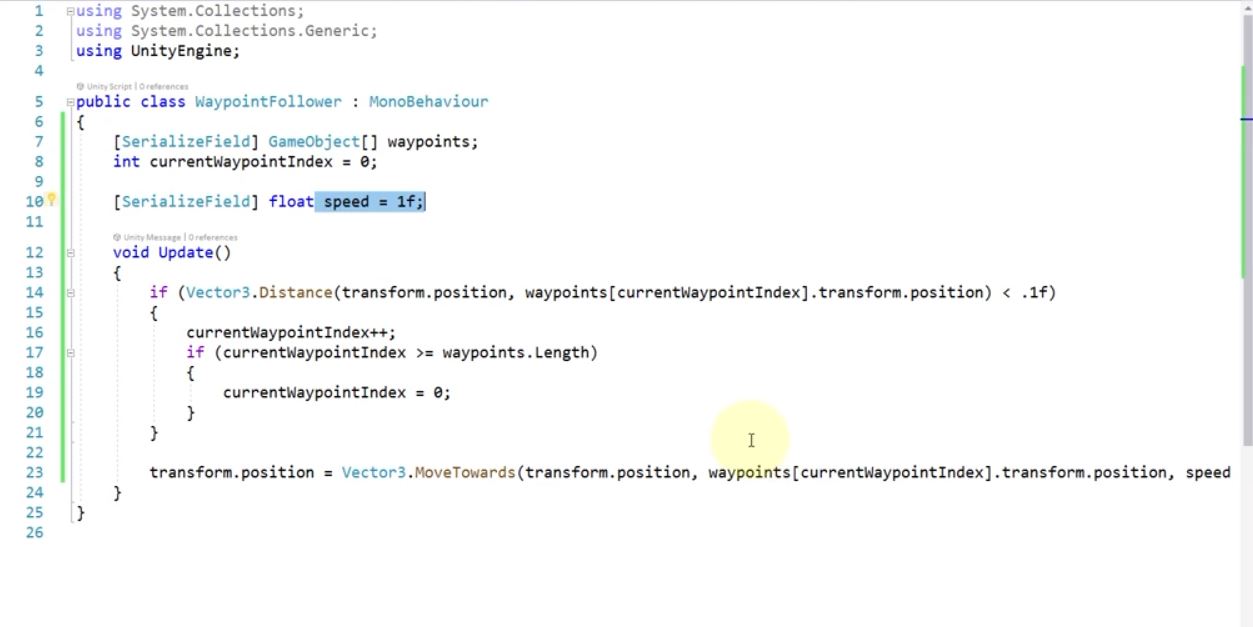 1 using System.Collections;
2 using System.Collections.Generic;
3 using UnityEngine;
4
Unity Script | 0 references
5 public class WaypointFollower : MonoBehaviour
6 {
7 [SerializeField] GameObject[] waypoints;
8 int currentWaypointIndex = 0;
9
10 [SerializeField] float speed = 1f;
11
Unity Message | 0 references
12 void Update()
13 {
14 if (Vector3.Distance(transform.position, waypoints[currentWaypointIndex].transform.position) < .1f)
15 {
16 currentWaypointIndex++;
17 if (currentWaypointIndex >= waypoints.Length)
18 {
19 currentWaypointIndex = 0;
20 }
21 }
22
23 transform.position = Vector3.MoveTowards(transform.position, waypoints[currentWaypointIndex].transform.position, speed
24 }
25 }
26